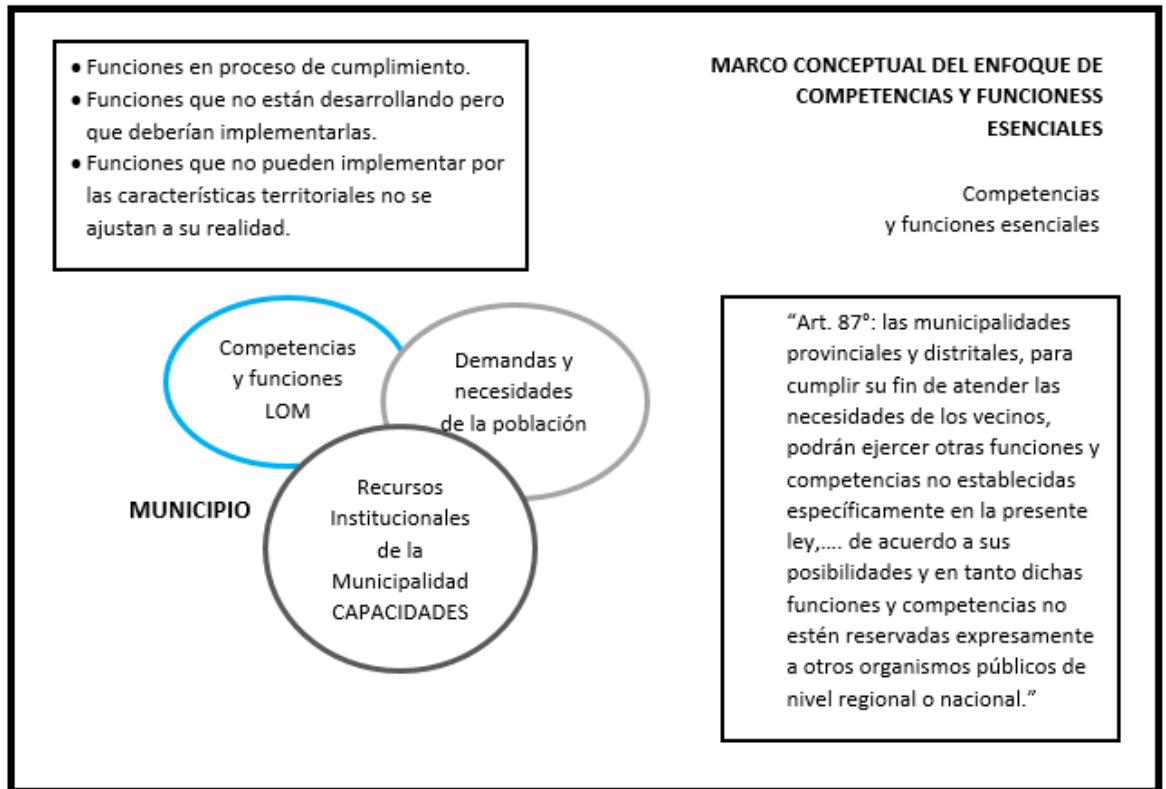 • Funciones en proceso de cumplimiento.
• Funciones que no están desarrollando pero
que deberían implementarlas.
• Funciones que no pueden implementar por
las características territoriales no se
ajustan a su realidad.
MARCO CONCEPTUAL DEL ENFOQUE DE
COMPETENCIAS Y FUNCIONESS
ESENCIALES
Competencias
y funciones esenciales
Competencias
y funciones
LOM
Demandas y
necesidades
de la población
MUNICIPIO
Recursos
Institucionales
de la
Municipalidad
CAPACIDADES
“Art. 87°: las municipalidades
provinciales y distritales, para
cumplir su fin de atender las
necesidades de los vecinos,
podrán ejercer otras funciones y
competencias no establecidas
específicamente en la presente
ley,.... de acuerdo a sus
posibilidades y en tanto dichas
funciones y competencias no
estén reservadas expresamente
a otros organismos públicos de
nivel regional o nacional.”